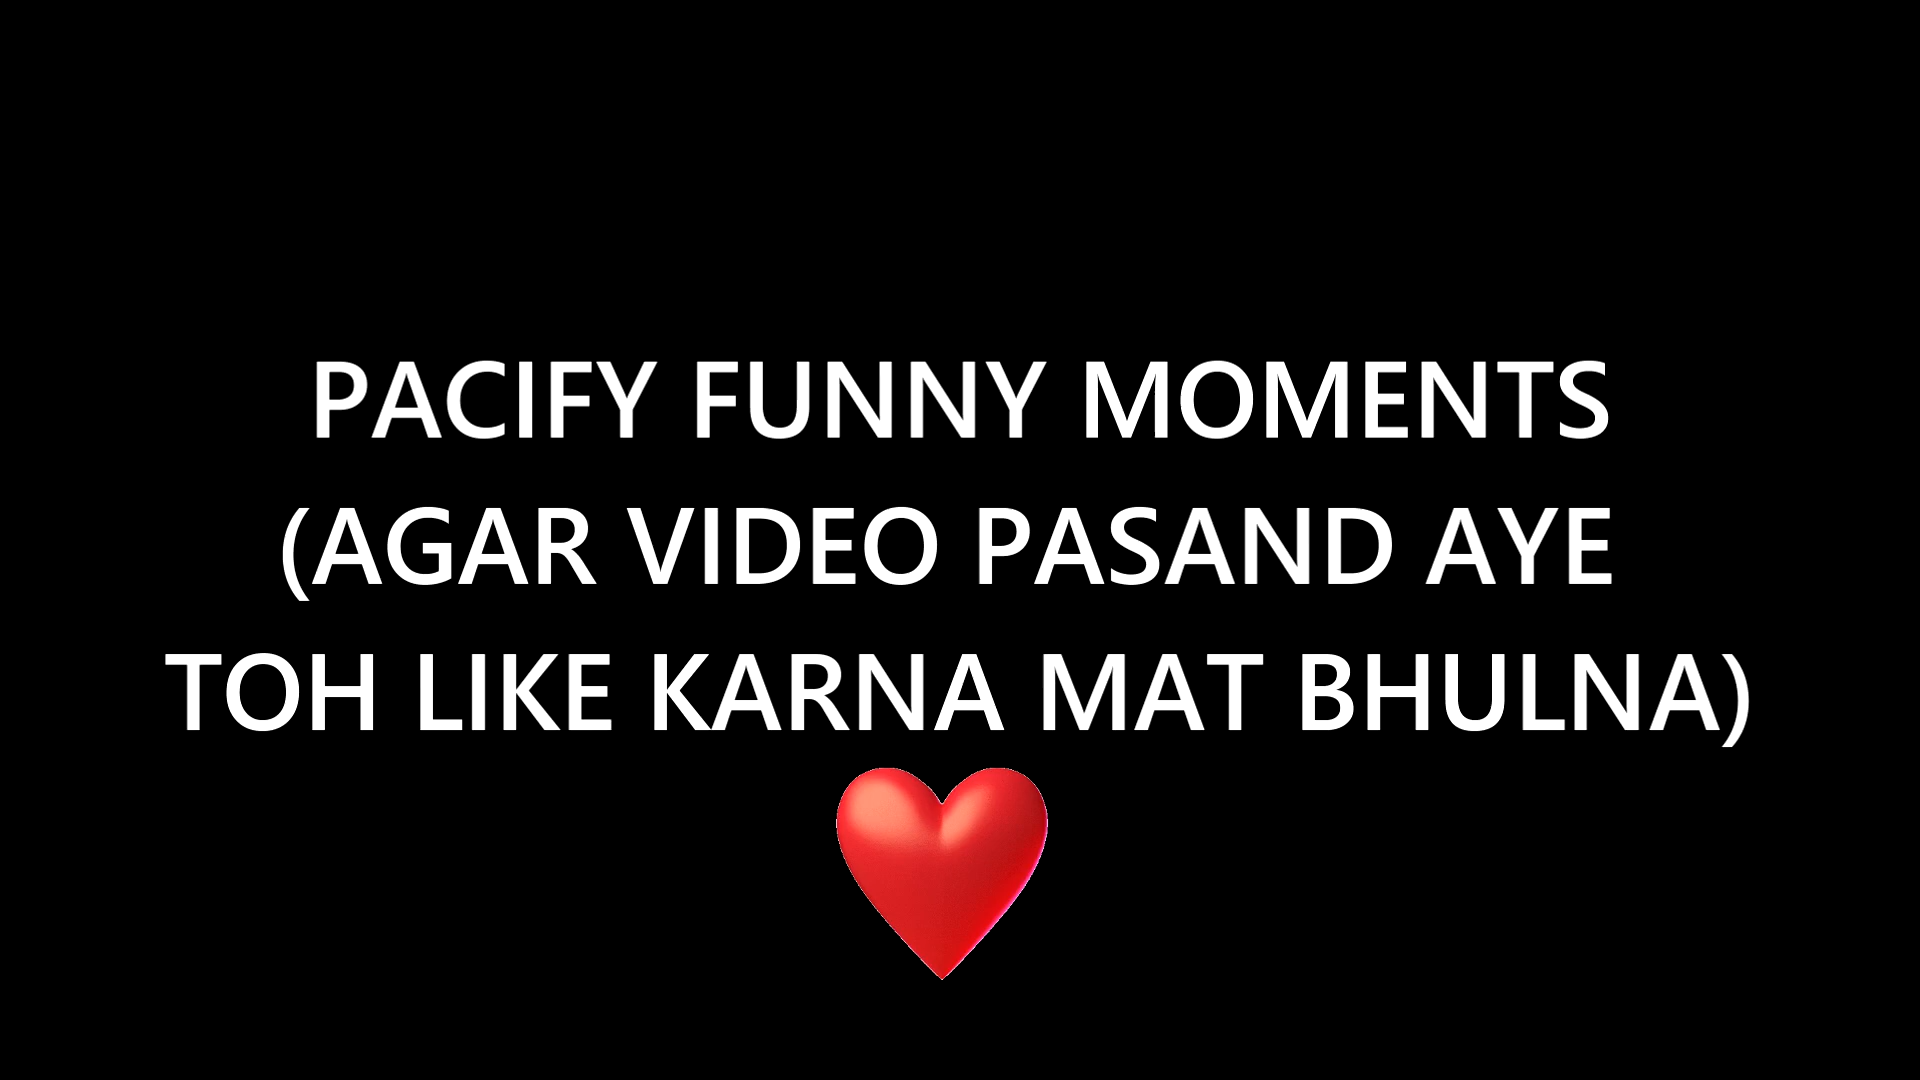 PACIFY FUNNY MOMENTS
(AGAR VIDEO PASAND AYE
TOH LIKE KARNA MAT BHULNA)